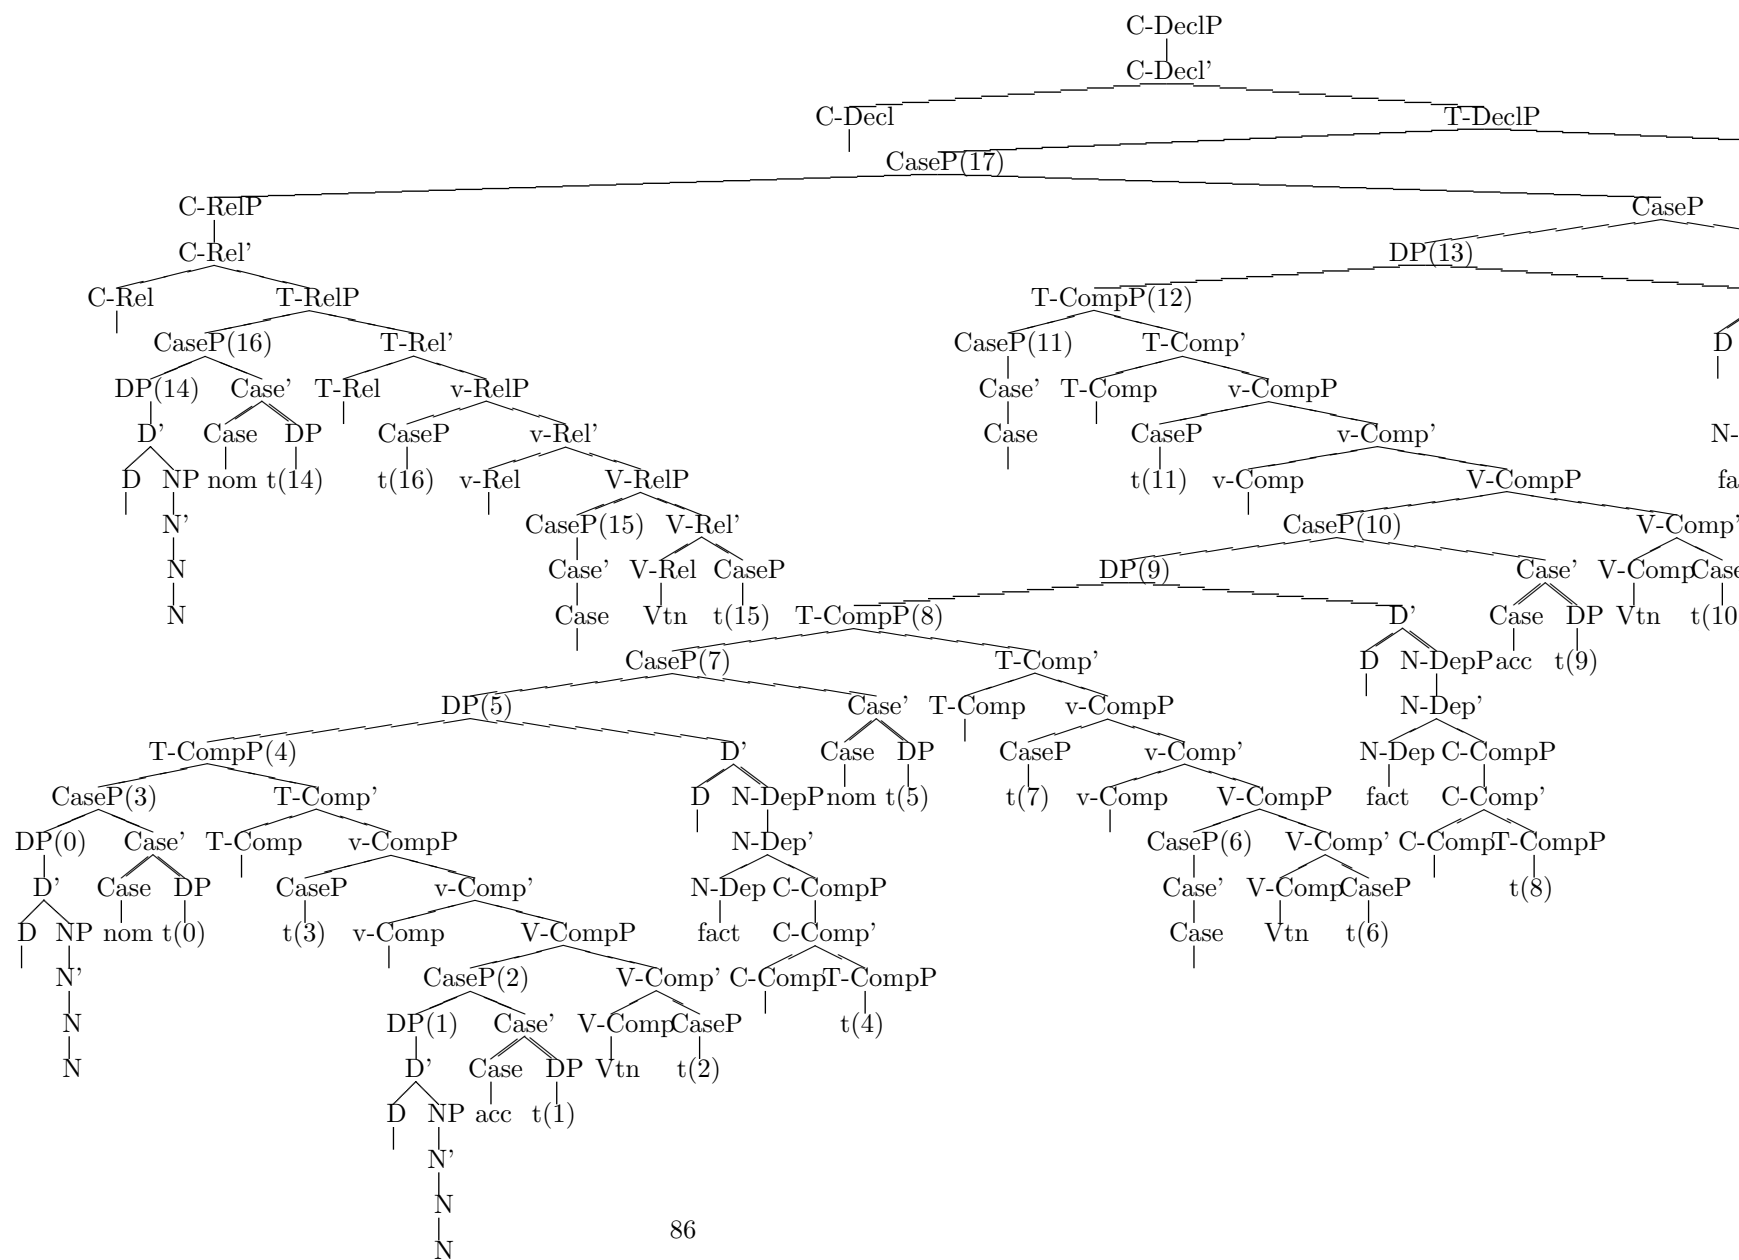 C-DeclP
C-Decl'
C-Decl T-DeclP
CaseP(17)
C-RelP CaseP
C-Rel' DP(13)
C-Rel T-RelP T-CompP(12)
CaseP(16) T-Rel' CaseP(11) T-Comp' D
DP(14) Case' T-Rel v-RelP Case' T-Comp v-CompP
D' Case DP CaseP v-Rel' Case CaseP v-Comp' N-
D NP nom t(14) t(16) v-Rel V-RelP t(11) v-Comp V-CompP fa
N' CaseP(15) V-Rel' CaseP(10) V-Comp'
N Case' V-Rel CaseP DP(9) Case' V-Comp Case
N Case Vtn t(15) T-CompP(8) D' Case DP Vtn t(10
CaseP(7) T-Comp' D N-DepP acc t(9)
DP(5) Case' T-Comp v-CompP N-Dep'
T-CompP(4) D' Case DP CaseP v-Comp' N-Dep C-CompP
CaseP(3) T-Comp' D N-DepP nom t(5) t(7) v-Comp V-CompP fact C-Comp'
DP(0) Case' T-Comp v-CompP N-Dep' CaseP(6) V-Comp' C-Comp T-CompP
D' Case DP CaseP v-Comp' N-Dep C-CompP Case' V-Comp CaseP t(8)
D NP nom t(0) t(3) v-Comp V-CompP fact C-Comp' Case Vtn t(6)
N' CaseP(2) V-Comp' C-Comp T-CompP
N DP(1) Case' V-Comp CaseP t(4)
N D' Case DP Vtn t(2)
D NP acc t(1)
N'
N
N
86